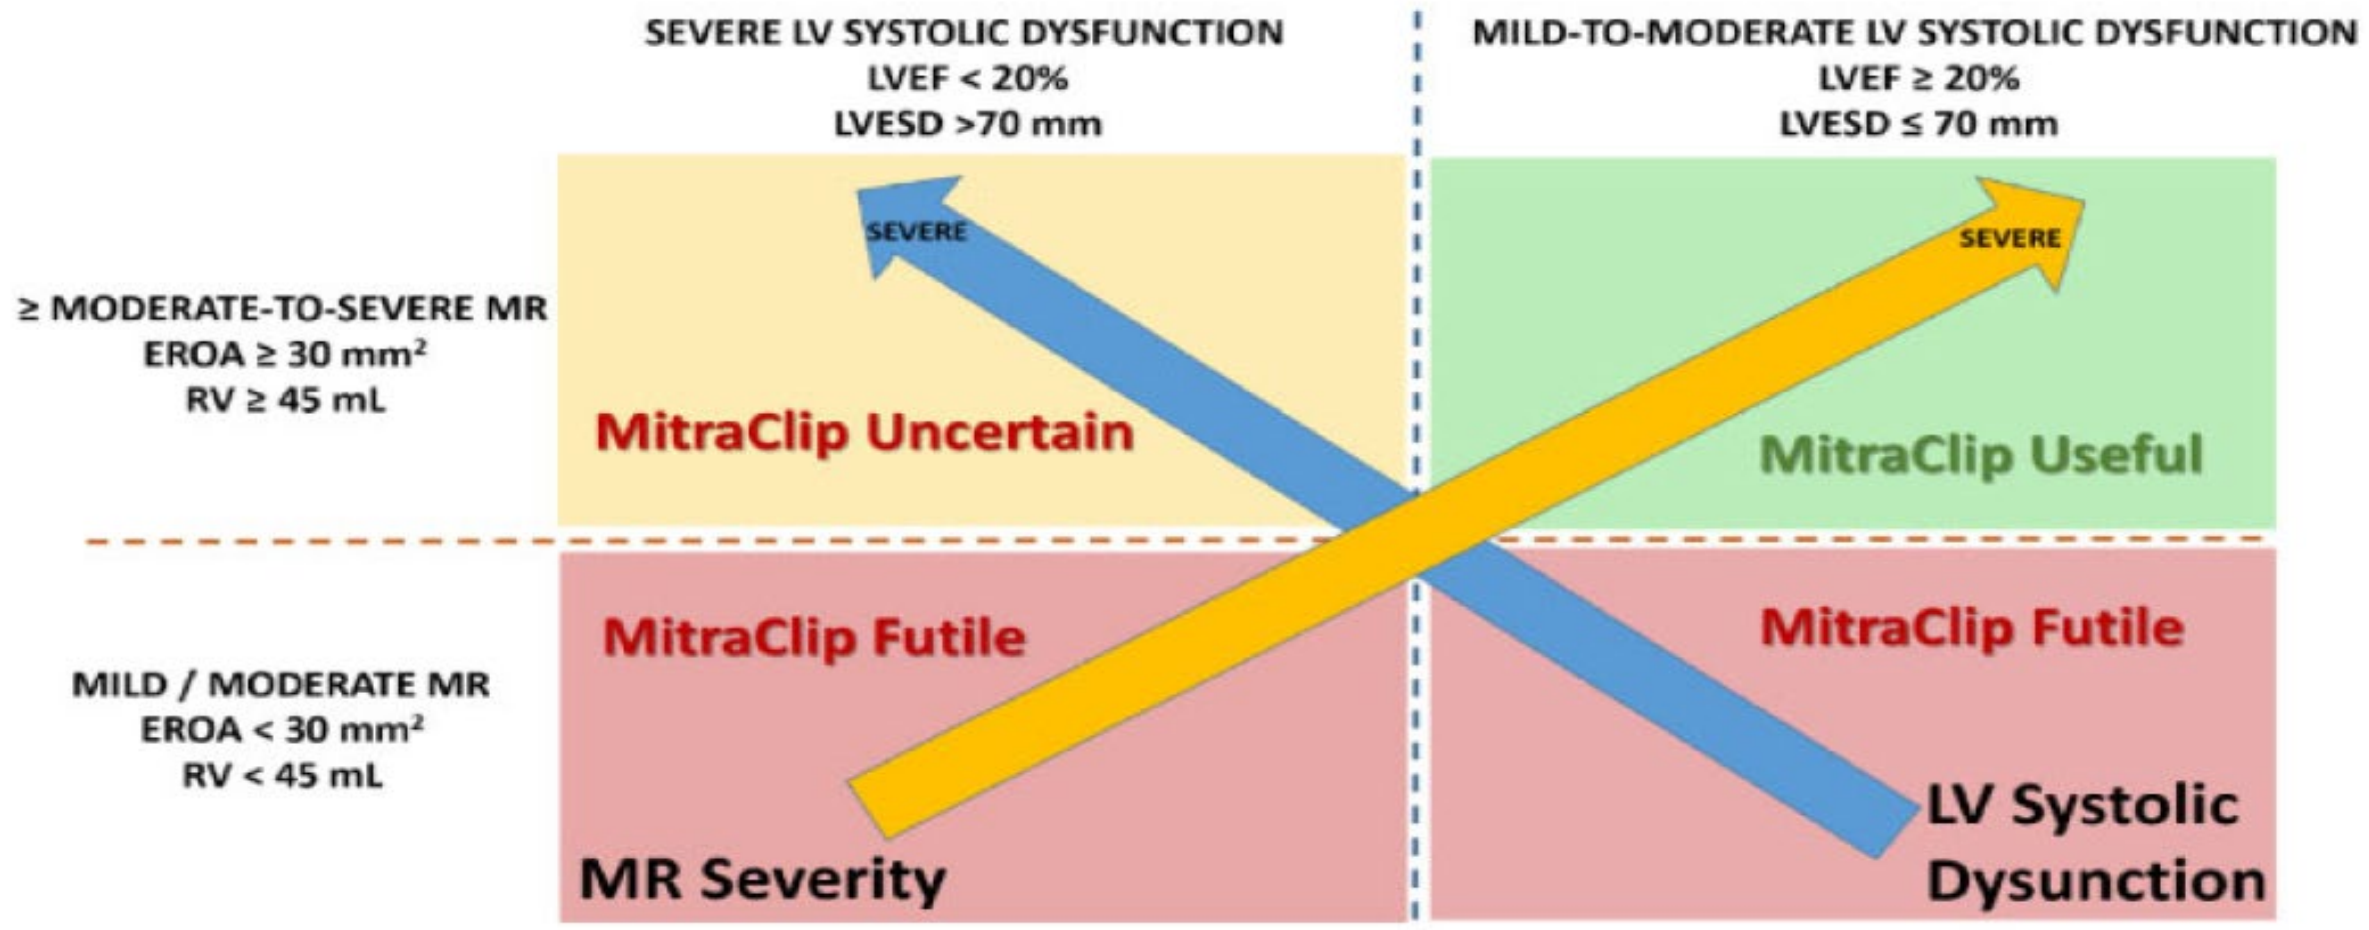 SEVERE LV SYSTOLIC DYSFUNCTION
LVEF < 20%
LVESD >70 mm
MILD-TO-MODERATE LV SYSTOLIC DYSFUNCTION
LVEF ≥ 20%
LVESD ≤ 70 mm
≥ MODERATE-TO-SEVERE MR
EROA ≥ 30 mm²
RV ≥ 45 mL
SEVERE
MitraClip Uncertain
SEVERE
MitraClip Useful
MILD / MODERATE MR
EROA < 30 mm²
RV < 45 mL
MitraClip Futile
MR Severity
MitraClip Futile
LV Systolic
Dysunction